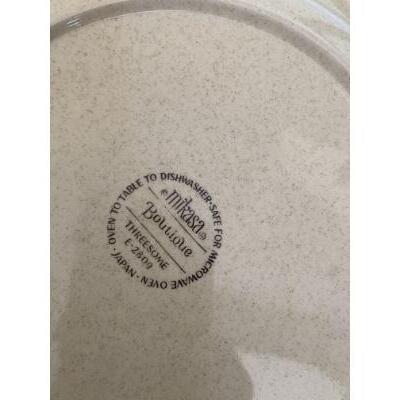 OVEN TO TABLE TO DISHWASHER·SAFE FOR MICROWAVE OVEN·JAPAN·
©mikasa®
Boutique
THREESOME
E-2809